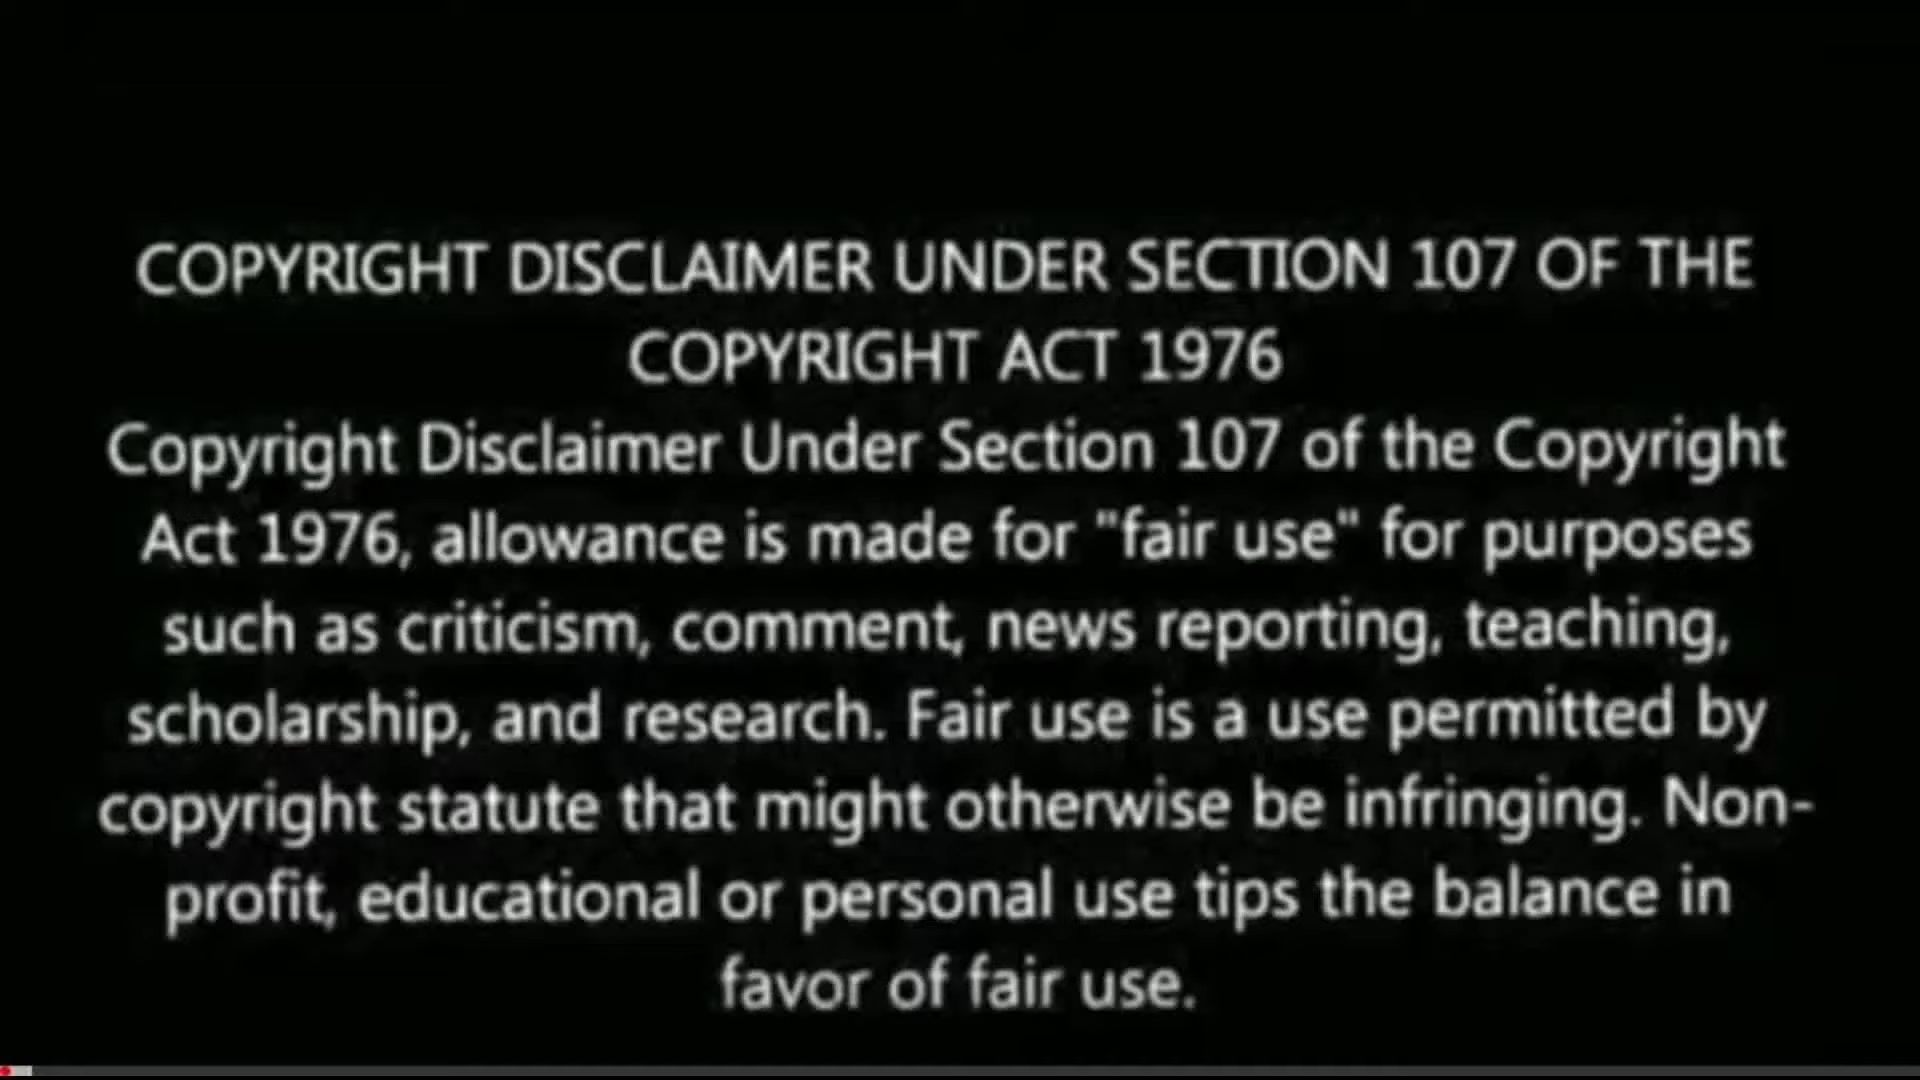 COPYRIGHT DISCLAIMER UNDER SECTION 107 OF THE
COPYRIGHT ACT 1976
Copyright Disclaimer Under Section 107 of the Copyright
Act 1976, allowance is made for "fair use" for purposes
such as criticism, comment, news reporting, teaching,
scholarship, and research. Fair use is a use permitted by
copyright statute that might otherwise be infringing. Non-
profit, educational or personal use tips the balance in
favor of fair use.